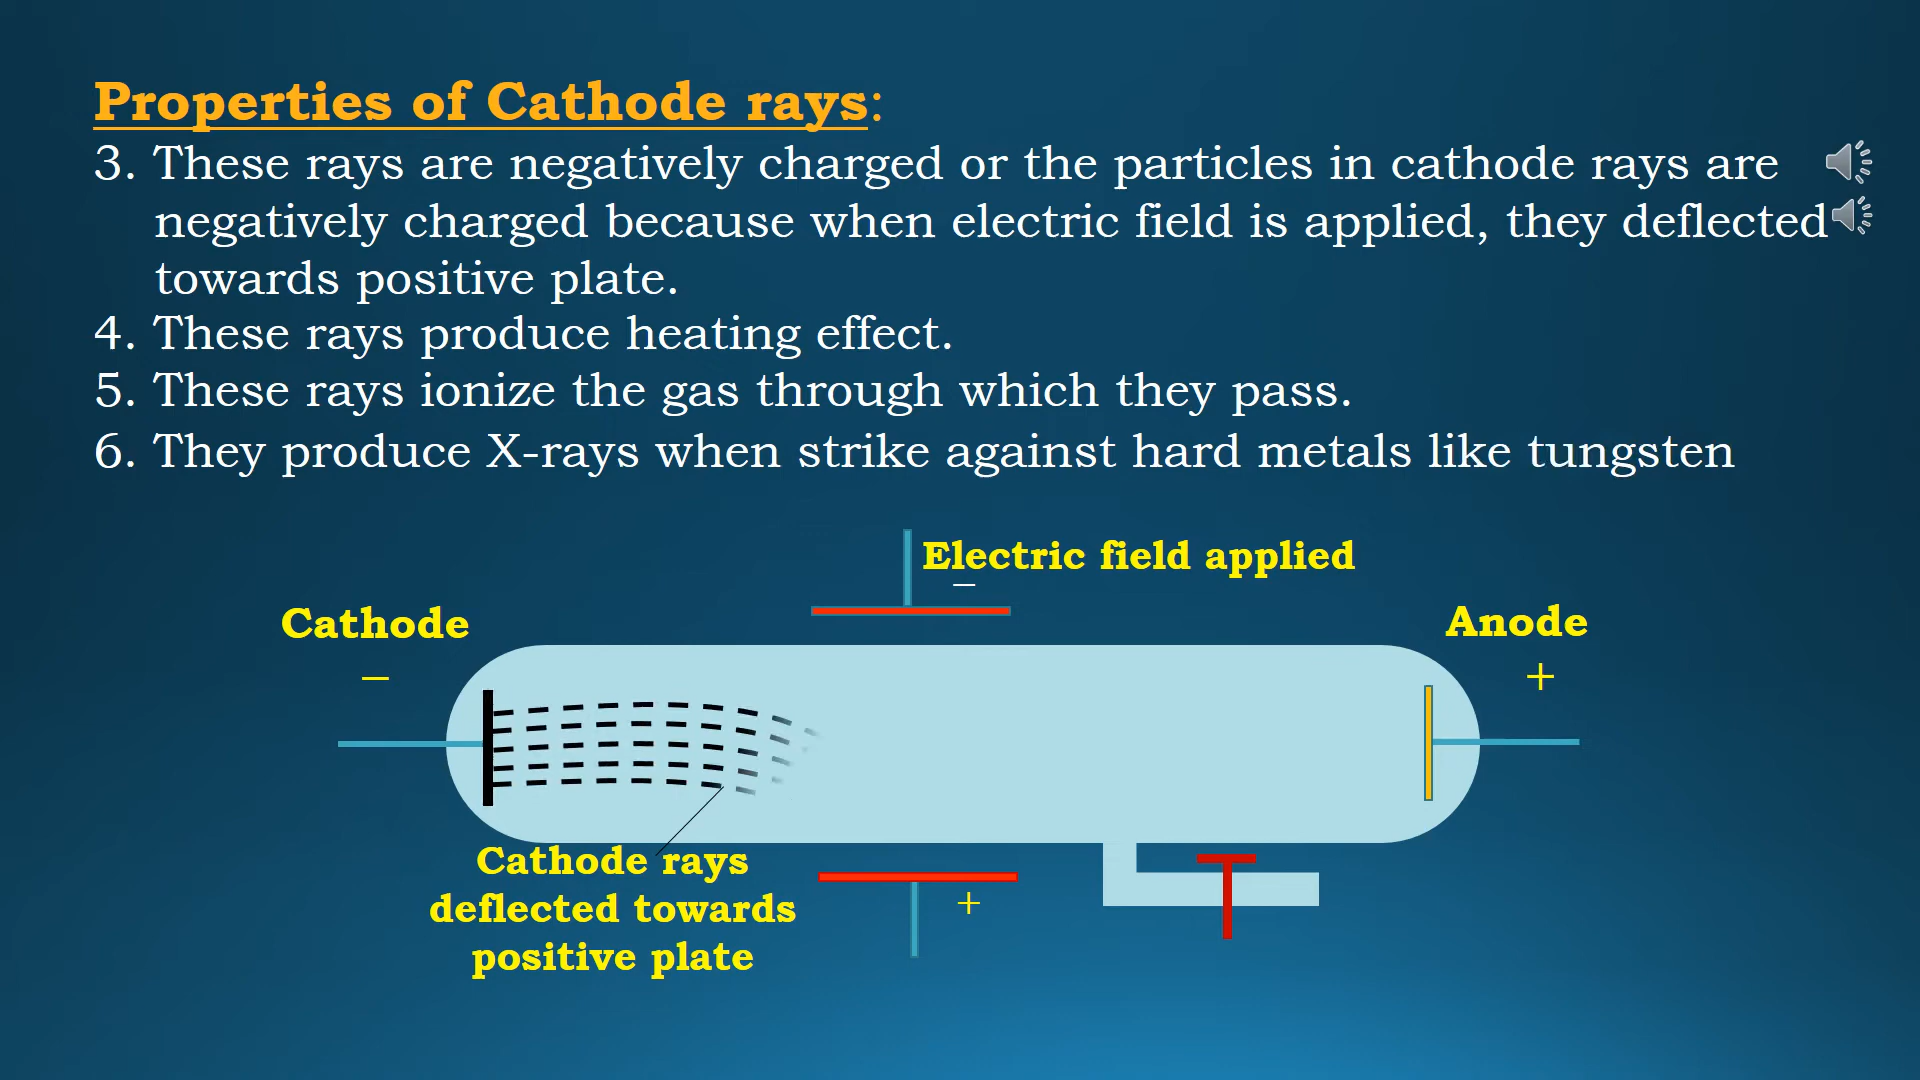 Properties of Cathode rays:
3. These rays are negatively charged or the particles in cathode rays are
negatively charged because when electric field is applied, they deflected
towards positive plate.
4. These rays produce heating effect.
5. These rays ionize the gas through which they pass.
6. They produce X-rays when strike against hard metals like tungsten
Electric field applied
–
Cathode
–
Anode
+
Cathode rays
deflected towards
positive plate
+